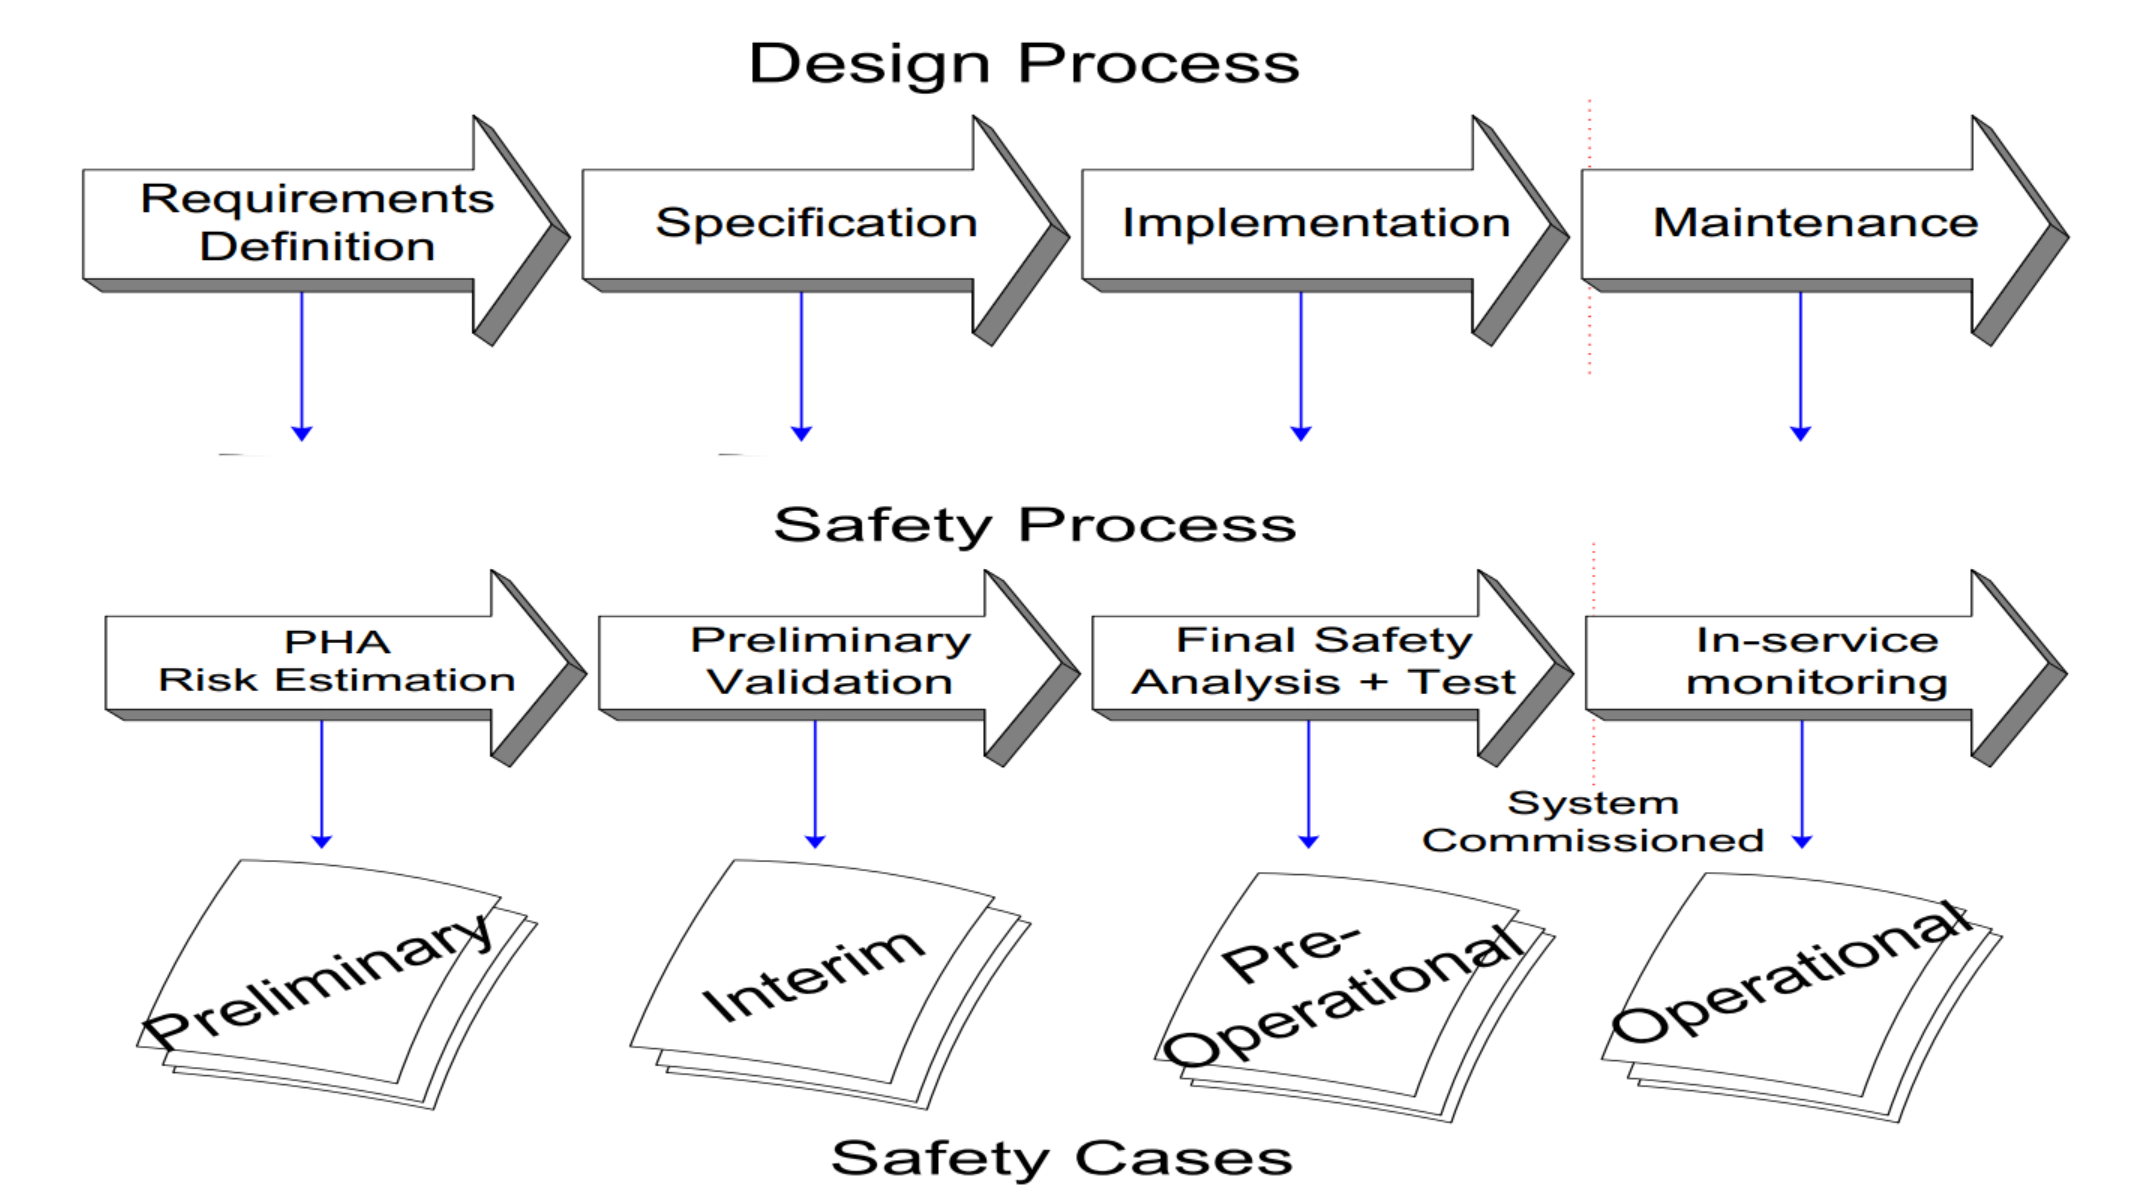 Design Process
Requirements
Definition
Specification
Implementation
Maintenance
Safety Process
PHA
Risk Estimation
Preliminary
Validation
Final Safety
Analysis + Test
In-service
monitoring
System
Commissioned
Preliminary
Interim
Pre-
Operational
Operational
Safety Cases